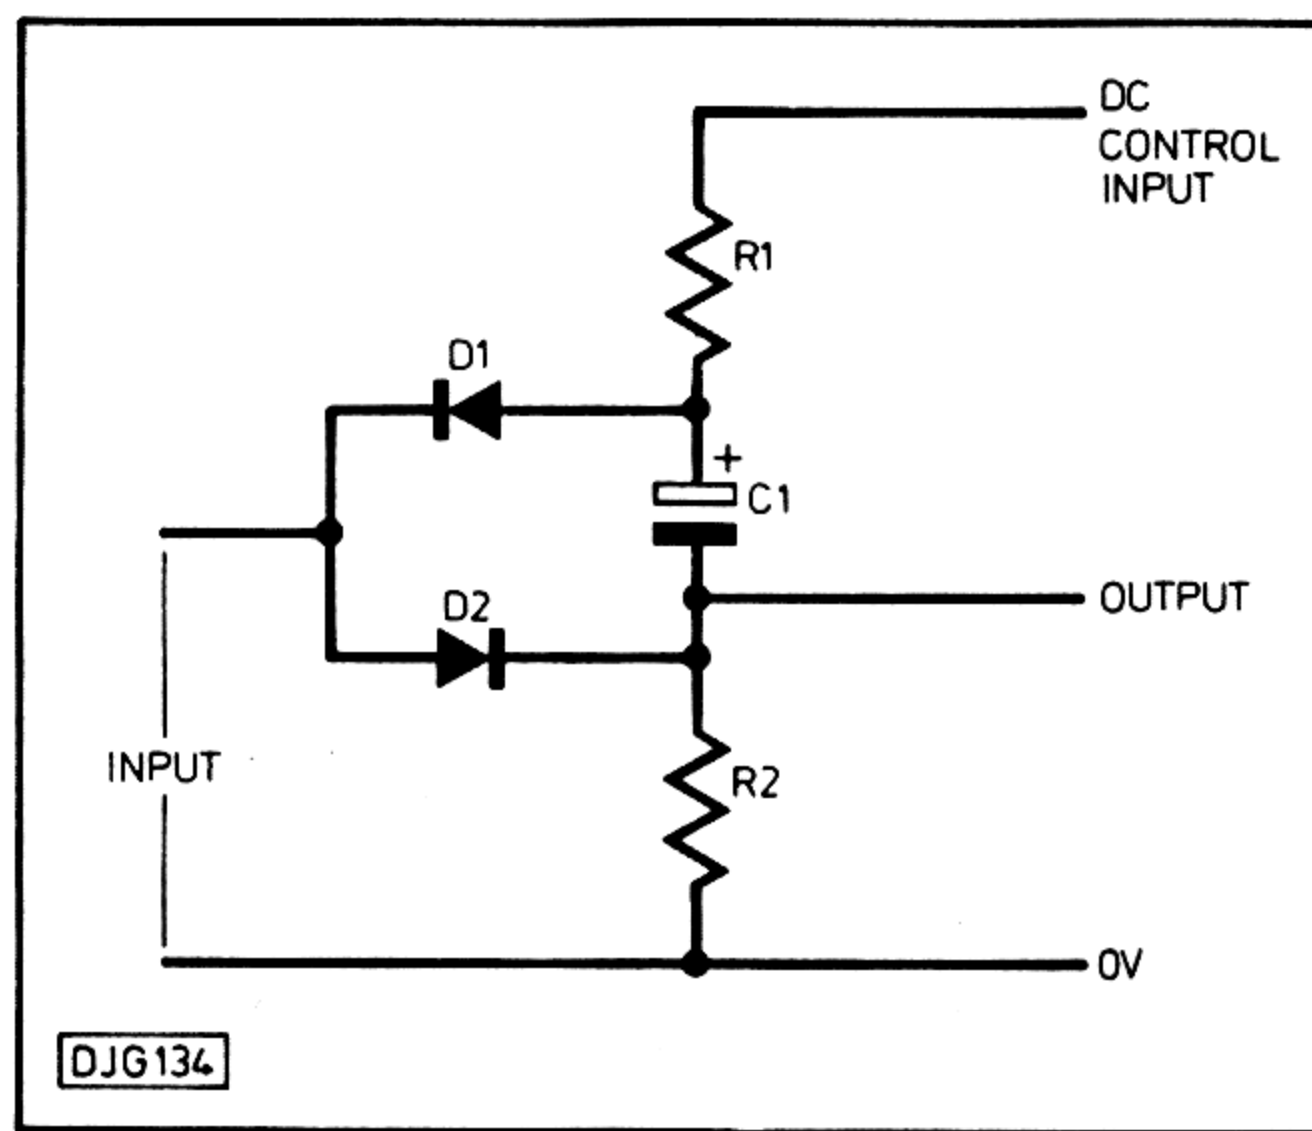 DC
CONTROL
INPUT
R1
D1
+
C1
D2
OUTPUT
INPUT
R2
0V
DJG134